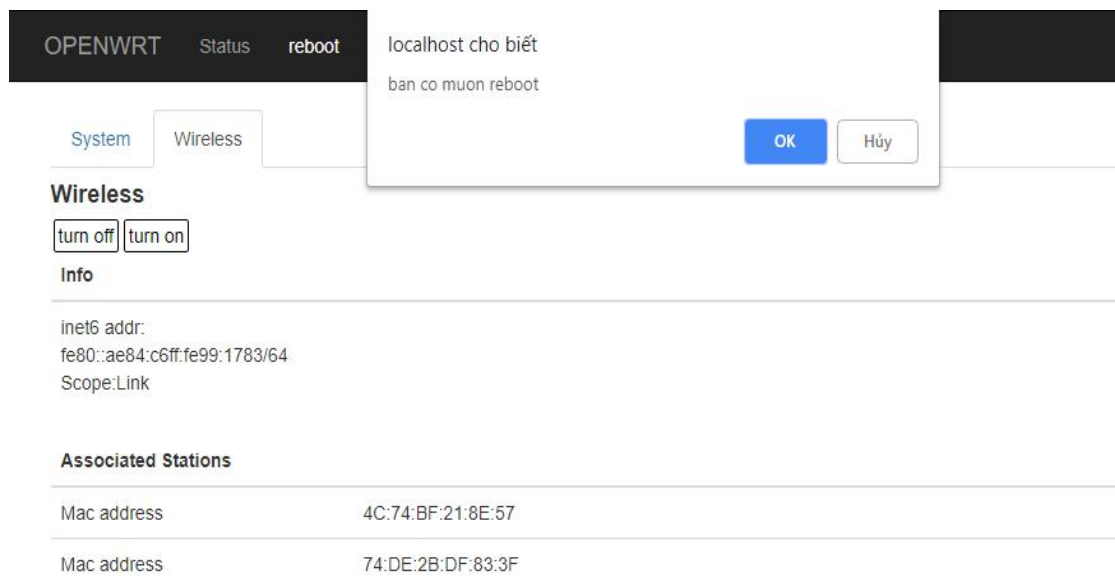 OPENWRT Status reboot
localhost cho biết
ban co muon reboot
OK Hủy
System Wireless
Wireless
turn off turn on
Info
inet6 addr:
fe80::ae84:c6ff:fe99:1783/64
Scope:Link
Associated Stations
Mac address 4C:74:BF:21:8E:57
Mac address 74:DE:2B:DF:83:3F